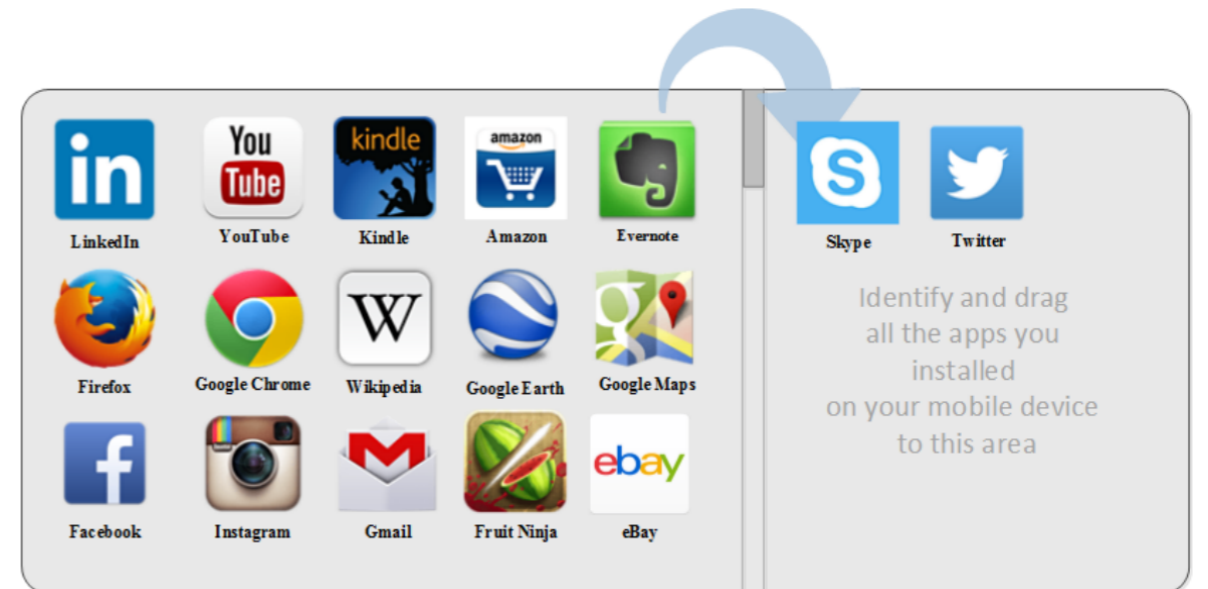 in
You
Tube
kindle
amazon
S
LinkedIn
YouTube
Kindle
Amazon
Evernote
Skype
Twitter
W
g
Firefox
Google Chrome
Wikipedia
Google Earth
Google Maps
Identify and drag
all the apps you
installed
on your mobile device
to this area
f
M
ebay
Facebook
Instagram
Gmail
Fruit Ninja
eBay